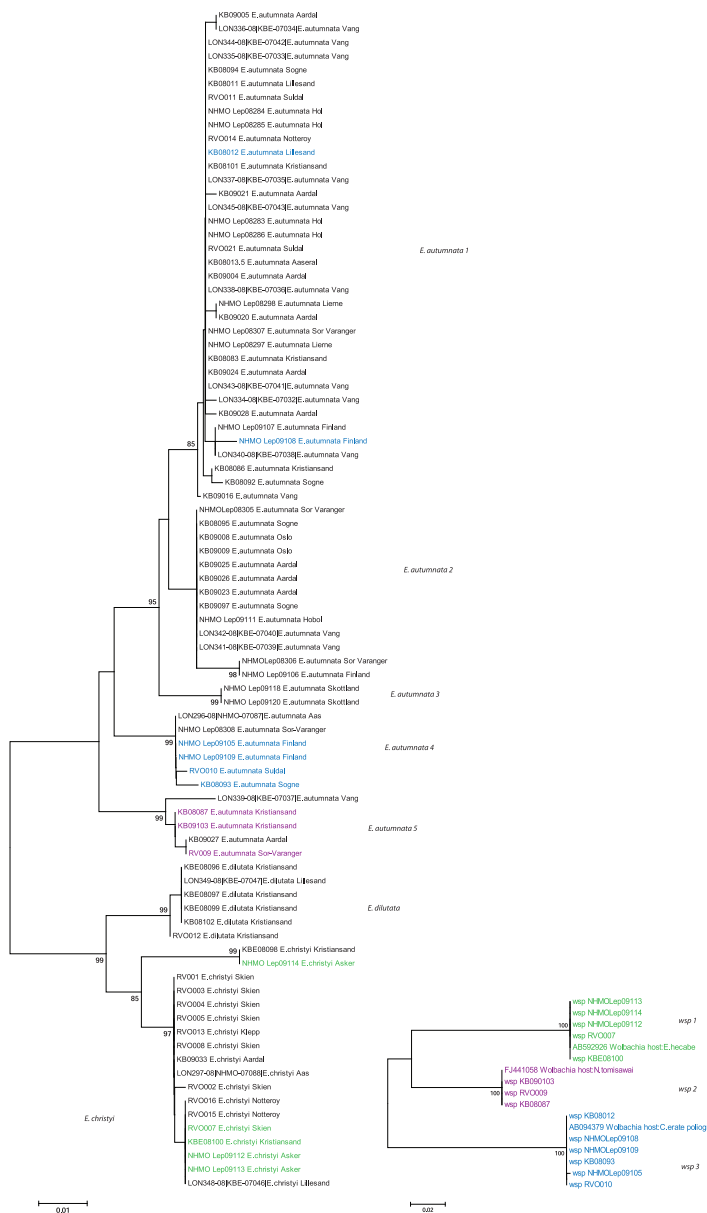 KB09005 E.autumnata Aardal
LON336-08|KBE-07034|E.autumnata Vang
LON344-08|KBE-07042|E.autumnata Vang
LON335-08|KBE-07033|E.autumnata Vang
KB08094 E.autumnata Sogne
KB08011 E.autumnata Lillesand
RVO011 E.autumnata Suldal
NHMO Lep08284 E.autumnata Hol
NHMO Lep08285 E.autumnata Hol
RVO014 E.autumnata Notteroy
KB08012 E.autumnata Lillesand
KB08101 E.autumnata Kristiansand
LON337-08|KBE-07035|E.autumnata Vang
KB09021 E.autumnata Aardal
LON345-08|KBE-07043|E.autumnata Vang
NHMO Lep08283 E.autumnata Hol
NHMO Lep08286 E.autumnata Hol
RVO021 E.autumnata Suldal
E. autumnata 1
KB08013.5 E.autumnata Aaseral
KB09004 E.autumnata Aardal
LON338-08|KBE-07036|E.autumnata Vang
NHMO Lep08298 E.autumnata Lierne
KB09020 E.autumnata Aardal
NHMO Lep08307 E.autumnata Sor Varanger
NHMO Lep08297 E.autumnata Lierne
KB08083 E.autumnata Kristiansand
KB09024 E.autumnata Aardal
LON343-08|KBE-07041|E.autumnata Vang
LON334-08|KBE-07032|E.autumnata Vang
KB09028 E.autumnata Aardal
NHMO Lep09107 E.autumnata Finland
NHMO Lep09108 E.autumnata Finland
85
LON340-08|KBE-07038|E.autumnata Vang
KB08086 E.autumnata Kristiansand
KB08092 E.autumnata Sogne
KB09016 E.autumnata Vang
NHMOLep08305 E.autumnata Sor Varanger
KB08095 E.autumnata Sogne
KB09008 E.autumnata Oslo
KB09009 E.autumnata Oslo
KB09025 E.autumnata Aardal
E. autumnata 2
KB09026 E.autumnata Aardal
KB09023 E.autumnata Aardal
95
KB09097 E.autumnata Sogne
NHMO Lep09111 E.autumnata Hobol
LON342-08|KBE-07040|E.autumnata Vang
LON341-08|KBE-07039|E.autumnata Vang
NHMOLep08306 E.autumnata Sor Varanger
98
NHMO Lep09106 E.autumnata Finland
NHMO Lep09118 E.autumnata Skottland
E. autumnata 3
99
NHMO Lep09120 E.autumnata Skottland
LON296-08|NHMO-07087|E.autumnata Aas
NHMO Lep08308 E.autumnata Sor-Varanger
99
NHMO Lep09105 E.autumnata Finland
E. autumnata 4
NHMO Lep09109 E.autumnata Finland
RVO010 E.autumnata Suldal
KB08093 E.autumnata Sogne
LON339-08|KBE-07037|E.autumnata Vang
99
KB08087 E.autumnata Kristiansand
KB09103 E.autumnata Kristiansand
E. autumnata 5
KB09027 E.autumnata Aardal
RV009 E.autumnata Sor-Varanger
KBE08096 E.dilutata Kristiansand
LON349-08|KBE-07047|E.dilutata Lillesand
KBE08097 E.dilutata Kristiansand
99
KBE08099 E.dilutata Kristiansand
E. dilutata
KB08102 E.dilutata Kristiansand
RVO012 E.dilutata Kristiansand
99
KBE08098 E.christyi Kristiansand
99
NHMO Lep09114 E.christyi Asker
RV001 E.christyi Skien
RVO003 E.christyi Skien
85
RVO004 E.christyi Skien
RVO005 E.christyi Skien
97
RVO013 E.christyi Klepp
RVO008 E.christyi Skien
KB09033 E.christyi Aardal
LON297-08|NHMO-07088|E.christyi Aas
RVO002 E.christyi Skien
RVO016 E.christyi Notteroy
RVO015 E.christyi Notteroy
E. christyi
RVO007 E.christyi Skien
KBE08100 E.christyi Kristiansand
NHMO Lep09112 E.christyi Asker
NHMO Lep09113 E.christyi Asker
LON348-08|KBE-07046|E.christyi Lillesand
0.01
wsp NHMOLep09113
wsp NHMOLep09114
wsp 1
wsp NHMOLep09112
100
wsp RVO007
AB592926 Wolbachia host:E.hecabe
wsp KBE08100
FJ441058 Wolbachia host:N.tomisawai
wsp KB090103
wsp 2
100
wsp RVO009
wsp KB08087
wsp KB08012
AB094379 Wolbachia host:C.erate poliog
wsp NHMOLep09108
wsp NHMOLep09109
100
wsp KB08093
wsp 3
wsp NHMOLep09105
wsp RVO010
0.02